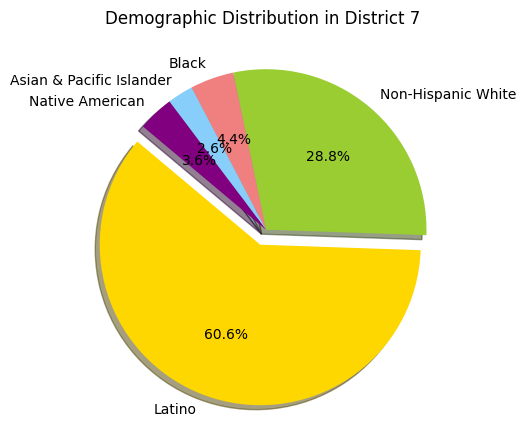 Demographic Distribution in District 7
Black
Asian & Pacific Islander
Native American
Non-Hispanic White
4.4%
2.6%
3.6%
28.8%
60.6%
Latino